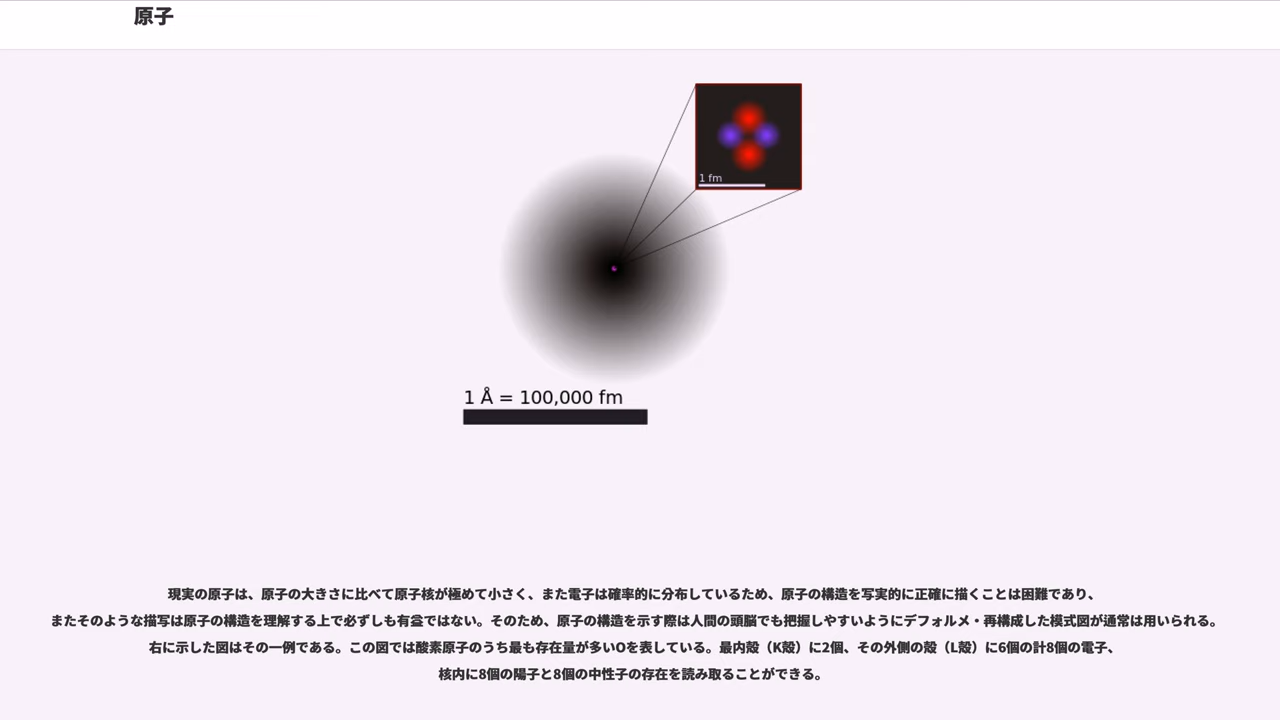 原子
1 fm
1 Å = 100,000 fm
現実の原子は、原子の大きさに比べて原子核が極めて小さく、また電子は確率的に分布しているため、原子の構造を写実的に正確に描くことは困難であり、
またそのような描写は原子の構造を理解する上で必ずしも有益ではない。そのため、原子の構造を示す際は人間の頭脳でも把握しやすいようにデフォルメ・再構成した模式図が通常は用いられる。
右に示した図はその一例である。この図では酸素原子のうち最も存在量が多いOを表している。最内殻（K殻）に2個、その外側の殻（L殻）に6個の計8個の電子、
核内に8個の陽子と8個の中性子の存在を読み取ることができる。